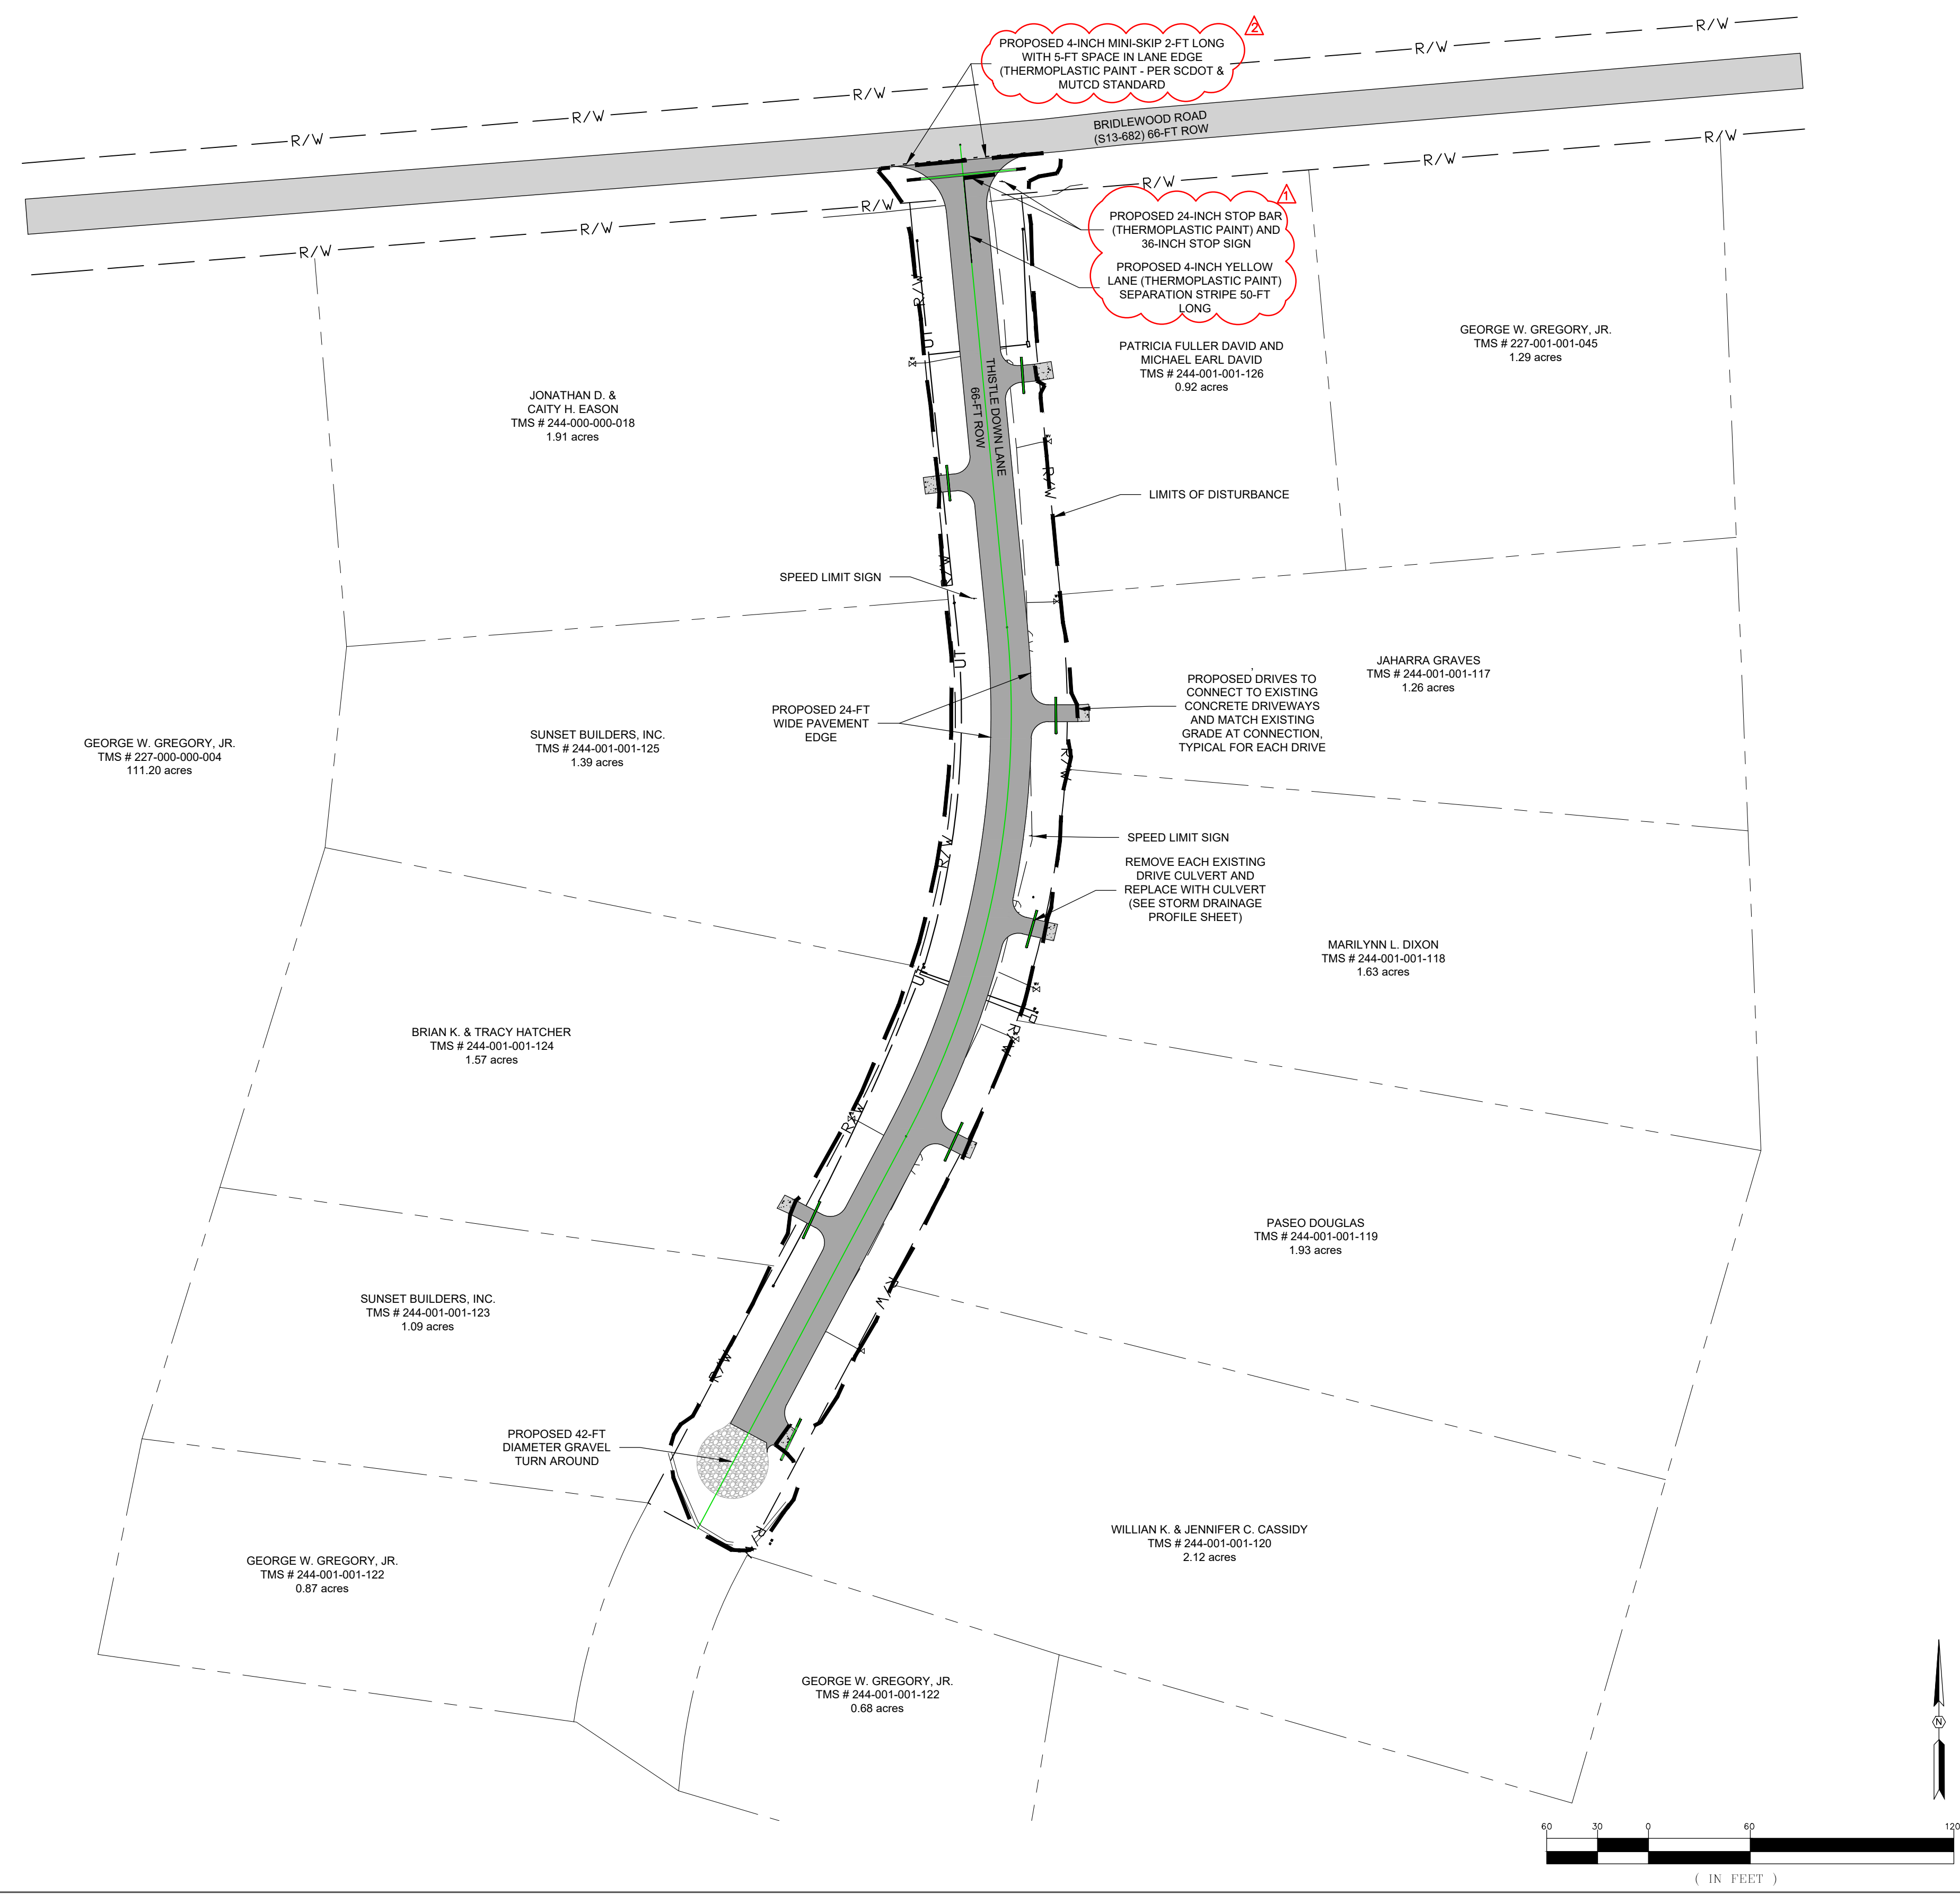 2
PROPOSED 4-INCH MINI-SKIP 2-FT LONG
WITH 5-FT SPACE IN LANE EDGE
(THERMOPLASTIC PAINT - PER SCDOT &
MUTCD STANDARD
R/W
R/W
R/W
R/W
R/W
R/W
BRIDLEWOOD ROAD
(S13-682) 66-FT ROW
R/W
R/W
R/W
R/W
R/W
R/W
1
PROPOSED 24-INCH STOP BAR
(THERMOPLASTIC PAINT) AND
36-INCH STOP SIGN
PROPOSED 4-INCH YELLOW
LANE (THERMOPLASTIC PAINT)
SEPARATION STRIPE 50-FT
LONG
R/W
UT
GEORGE W. GREGORY, JR.
TMS # 227-001-001-045
1.29 acres
PATRICIA FULLER DAVID AND
MICHAEL EARL DAVID
TMS # 244-001-001-126
0.92 acres
JONATHAN D. &
CAITY H. EASON
TMS # 244-000-000-018
1.91 acres
THISTLE DOWN LANE
66-FT ROW
R/W
LIMITS OF DISTURBANCE
R/W
SPEED LIMIT SIGN
UT
JAHARRA GRAVES
TMS # 244-001-001-117
1.26 acres
PROPOSED DRIVES TO
CONNECT TO EXISTING
CONCRETE DRIVEWAYS
AND MATCH EXISTING
GRADE AT CONNECTION,
TYPICAL FOR EACH DRIVE
PROPOSED 24-FT
WIDE PAVEMENT
EDGE
SUNSET BUILDERS, INC.
TMS # 244-001-001-125
1.39 acres
GEORGE W. GREGORY, JR.
TMS # 227-000-000-004
111.20 acres
R/W
SPEED LIMIT SIGN
R/W
REMOVE EACH EXISTING
DRIVE CULVERT AND
REPLACE WITH CULVERT
(SEE STORM DRAINAGE
PROFILE SHEET)
MARILYNN L. DIXON
TMS # 244-001-001-118
1.63 acres
UT
R/W
BRIAN K. & TRACY HATCHER
TMS # 244-001-001-124
1.57 acres
R/W
PASEO DOUGLAS
TMS # 244-001-001-119
1.93 acres
R/W
SUNSET BUILDERS, INC.
TMS # 244-001-001-123
1.09 acres
R/W
PROPOSED 42-FT
DIAMETER GRAVEL
TURN AROUND
WILLIAN K. & JENNIFER C. CASSIDY
TMS # 244-001-001-120
2.12 acres
GEORGE W. GREGORY, JR.
TMS # 244-001-001-122
0.87 acres
GEORGE W. GREGORY, JR.
TMS # 244-001-001-122
0.68 acres
N
60 30 0 60 120
( IN FEET )